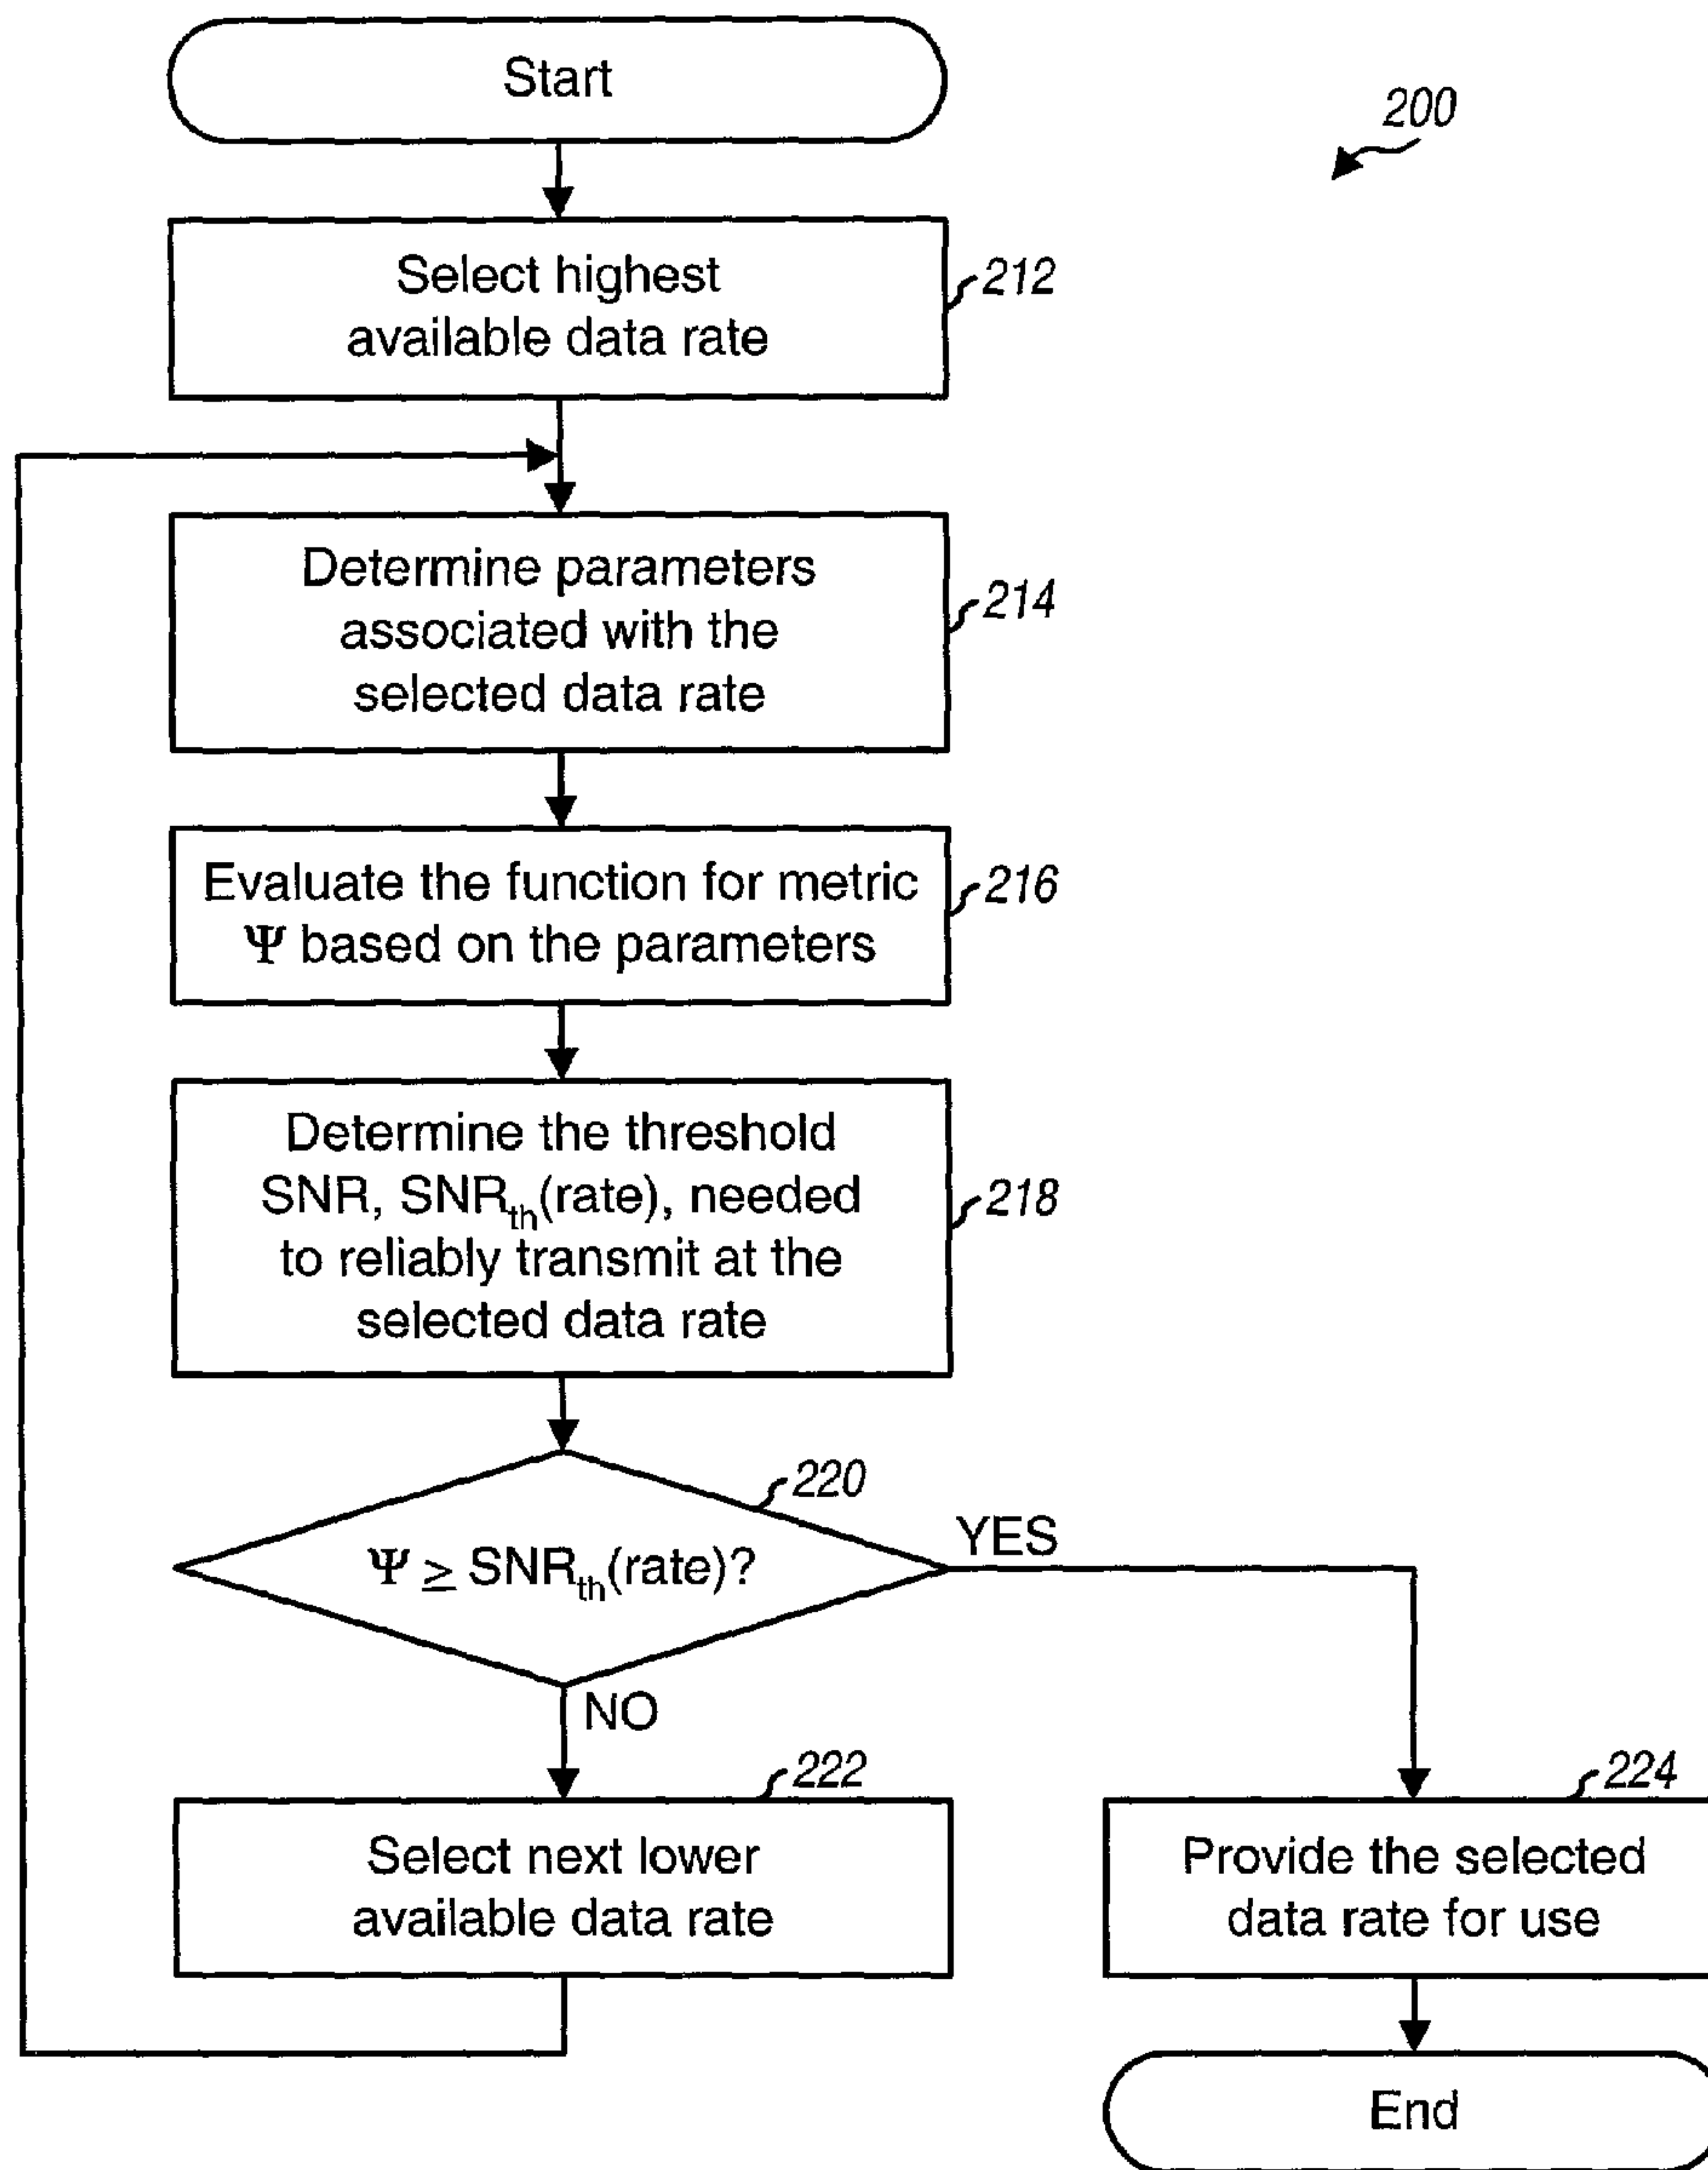 Start
200
Select highest
available data rate
212
Determine parameters
associated with the
selected data rate
214
Evaluate the function for metric
Ψ based on the parameters
216
Determine the threshold
SNR, SNRth(rate), needed
to reliably transmit at the
selected data rate
218
220
Ψ ≥ SNRth(rate)?
YES
NO
222
Select next lower
available data rate
224
Provide the selected
data rate for use
End